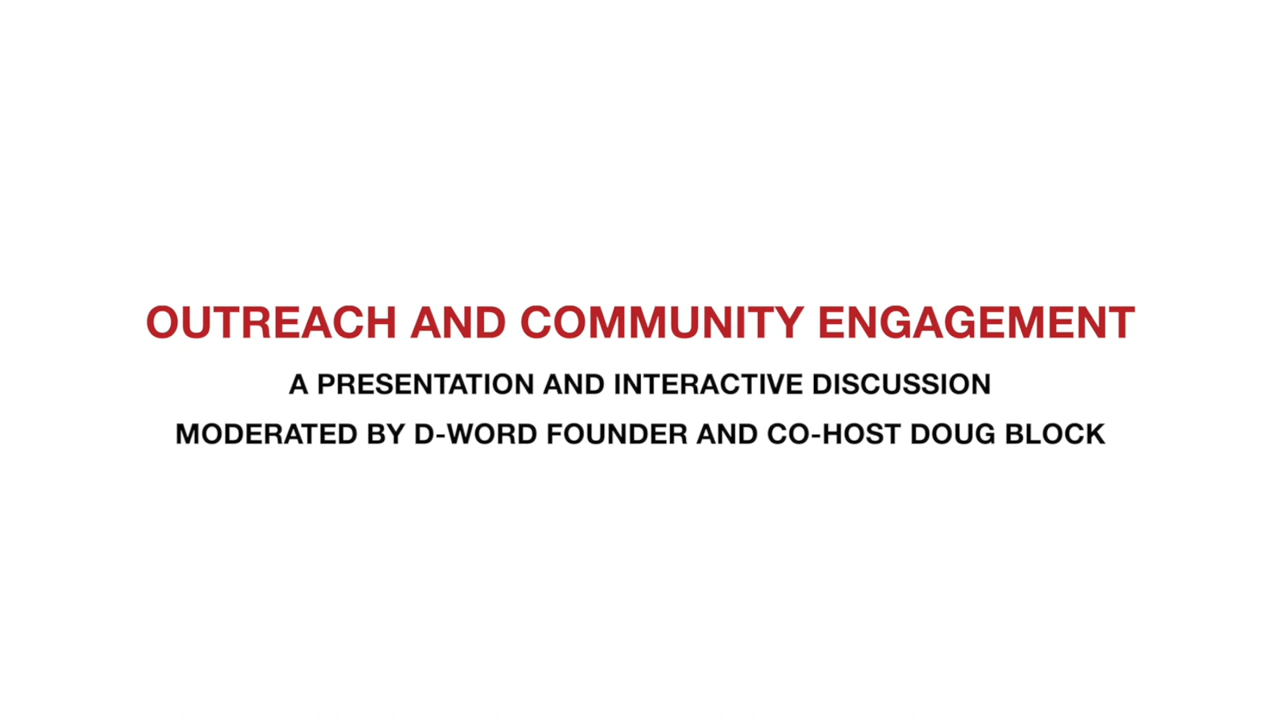 OUTREACH AND COMMUNITY ENGAGEMENT
A PRESENTATION AND INTERACTIVE DISCUSSION
MODERATED BY D-WORD FOUNDER AND CO-HOST DOUG BLOCK